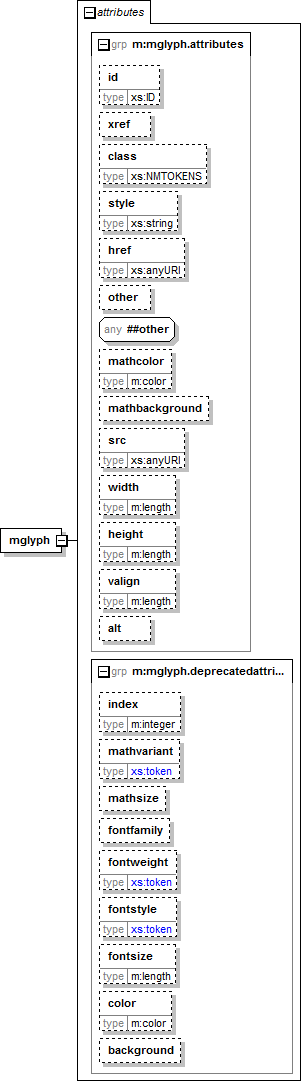 attributes
grp m:mglyph.attributes
id
type xs:ID
xref
class
type xs:NMTOKENS
style
type xs:string
href
type xs:anyURI
other
any ##other
mathcolor
type m:color
mathbackground
src
type xs:anyURI
width
type m:length
height
type m:length
mglyph
valign
type m:length
alt
grp m:mglyph.deprecatedattri...
index
type m:integer
mathvariant
type xs:token
mathsize
fontfamily
fontweight
type xs:token
fontstyle
type xs:token
fontsize
type m:length
color
type m:color
background